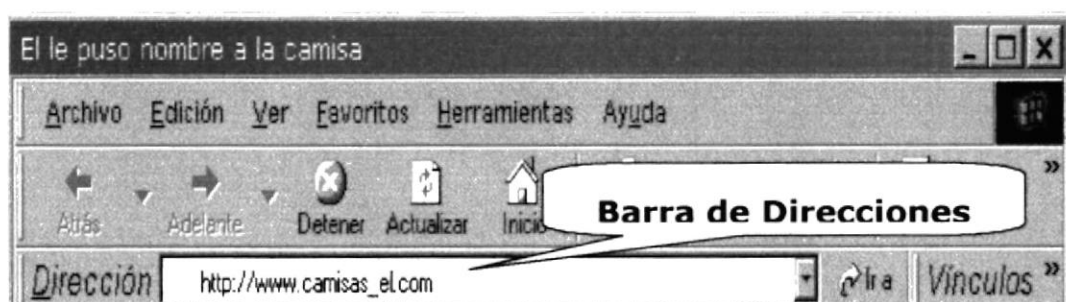 El le puso nombre a la camisa
Archivo Edición Ver Favoritos Herramientas Ayuda
»
Atrás Adelante Detener Actualizar Inicio
Barra de Direcciones
Dirección http://www.camisas_el.com Ir a Vínculos »